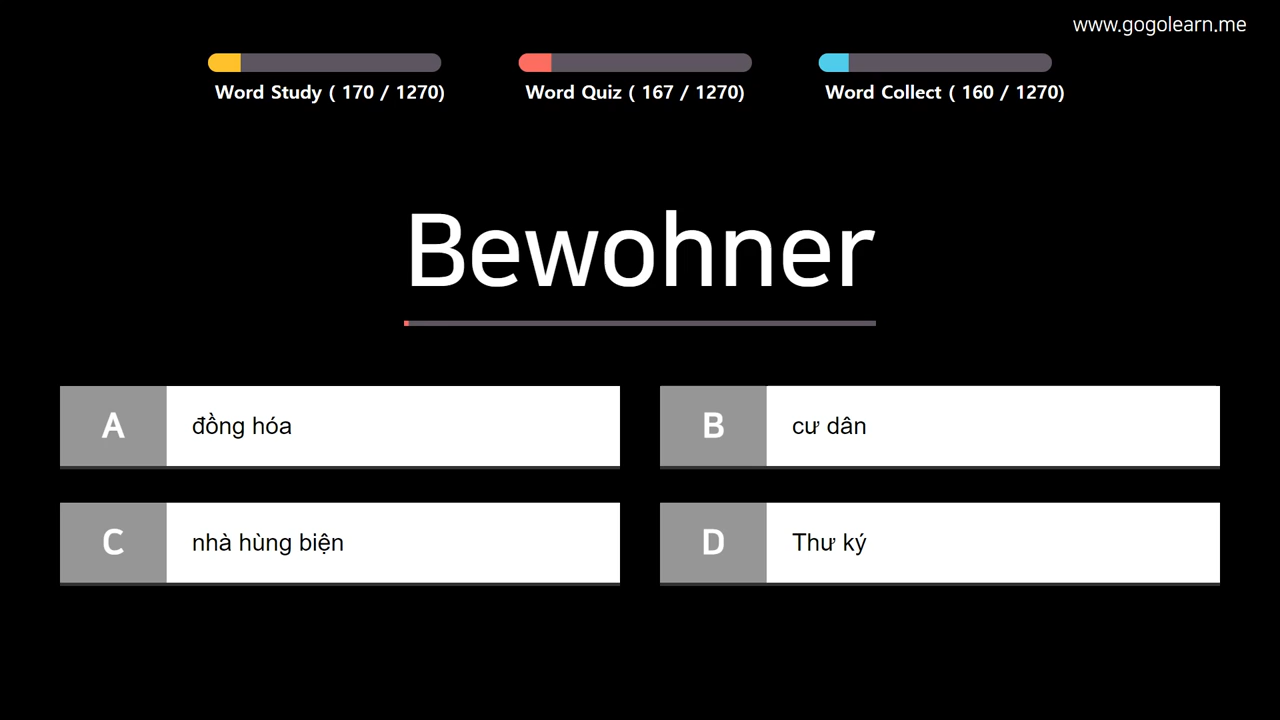 www.gogolearn.me
Word Study ( 170 / 1270)
Word Quiz ( 167 / 1270)
Word Collect ( 160 / 1270)
Bewohner
A
đồng hóa
B
cư dân
C
nhà hùng biện
D
Thư ký